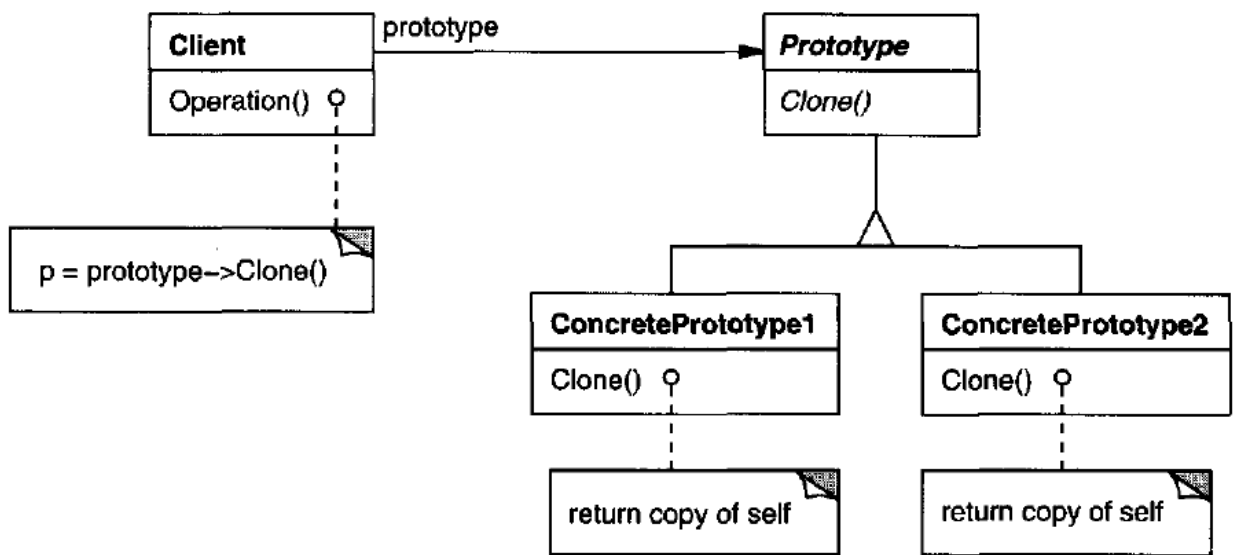 prototype
Client
Prototype
Operation()
Clone()
p = prototype->Clone()
ConcretePrototype1
ConcretePrototype2
Clone()
Clone()
return copy of self
return copy of self